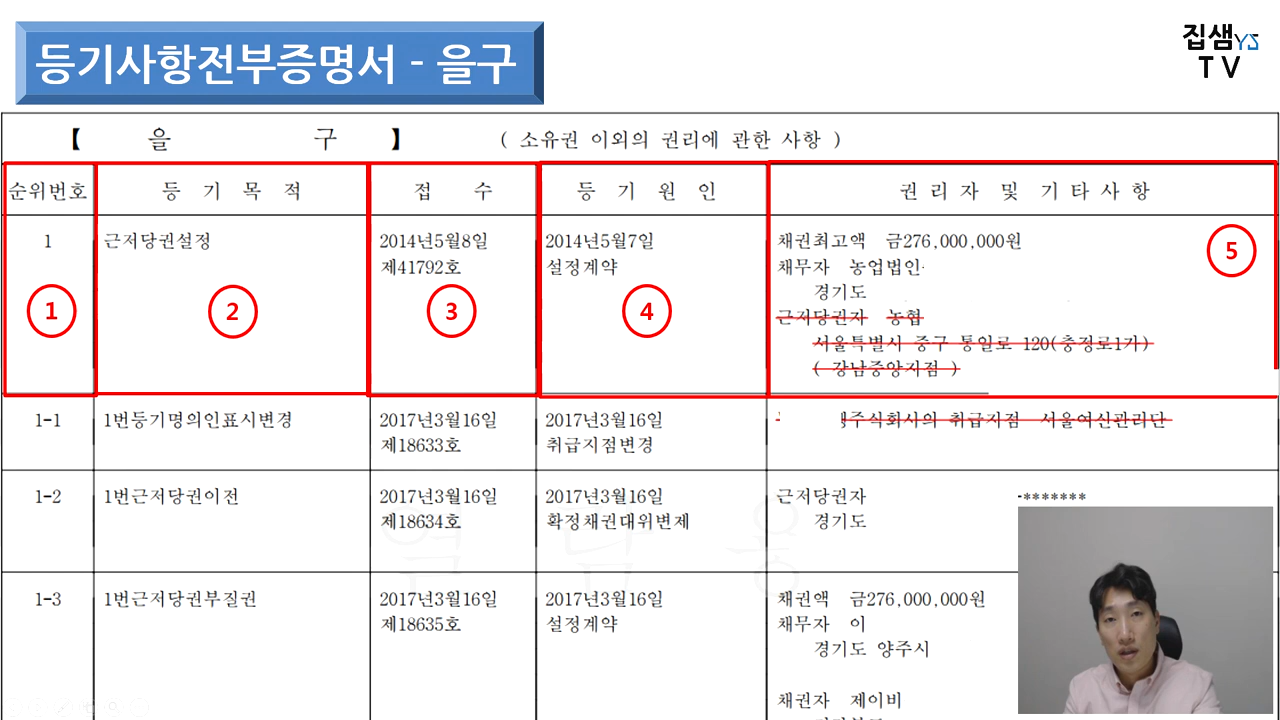 등기사항전부증명서 - 을구
집샘YJ
TV
【 을 구 】 ( 소유권 이외의 권리에 관한 사항 )
순위번호 등 기 목 적 접 수 등 기 원 인 권 리 자 및 기 타 사 항
1 근저당권설정 2014년5월8일 2014년5월7일 채권최고액 금276,000,000원
제41792호 설정계약 채무자 농업법인
경기도
근저당권자 농협
서울특별시 중구 통일로 120(충정로1가)
( 강남중앙지점 )
1 2 3 4 5
1-1 1번등기명의인표시변경 2017년3월16일 2017년3월16일 주식회사의 취급지점 서울여신관리단
제18633호 취급지점변경
1-2 1번근저당권이전 2017년3월16일 2017년3월16일 근저당권자 -*******
제18634호 확정채권대위변제 경기도
열 람 용
1-3 1번근저당권부질권 2017년3월16일 2017년3월16일 채권액 금276,000,000원
제18635호 설정계약 채무자 이
경기도 양주시
채권자 제이비